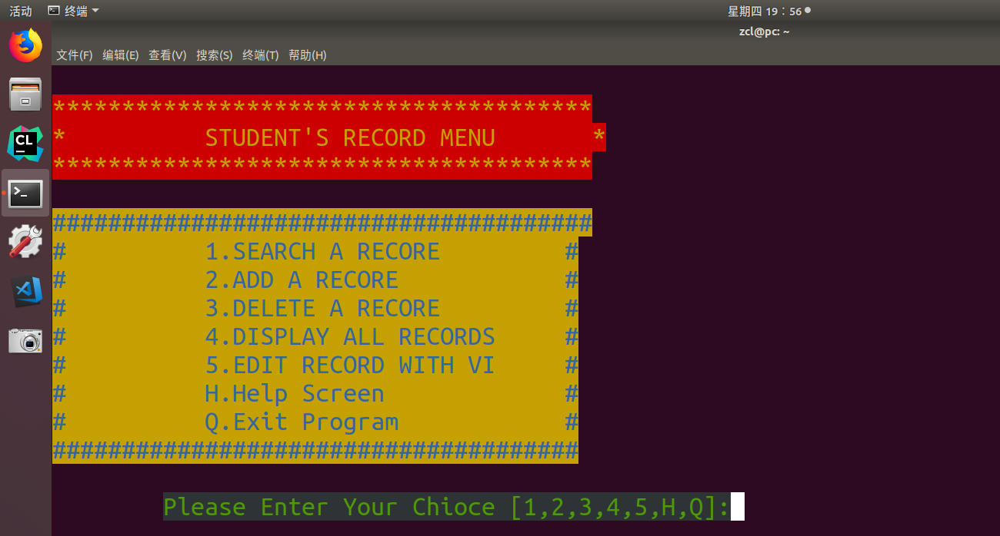 活动 终端 星期四 19：56
zcl@pc: ~
文件(F) 编辑(E) 查看(V) 搜索(S) 终端(T) 帮助(H)
***************************************
* STUDENT'S RECORD MENU *
***************************************
#######################################
# 1.SEARCH A RECORE #
# 2.ADD A RECORE #
# 3.DELETE A RECORE #
# 4.DISPLAY ALL RECORDS #
# 5.EDIT RECORD WITH VI #
# H.Help Screen #
# Q.Exit Program #
######################################
Please Enter Your Chioce [1,2,3,4,5,H,Q]:
CL